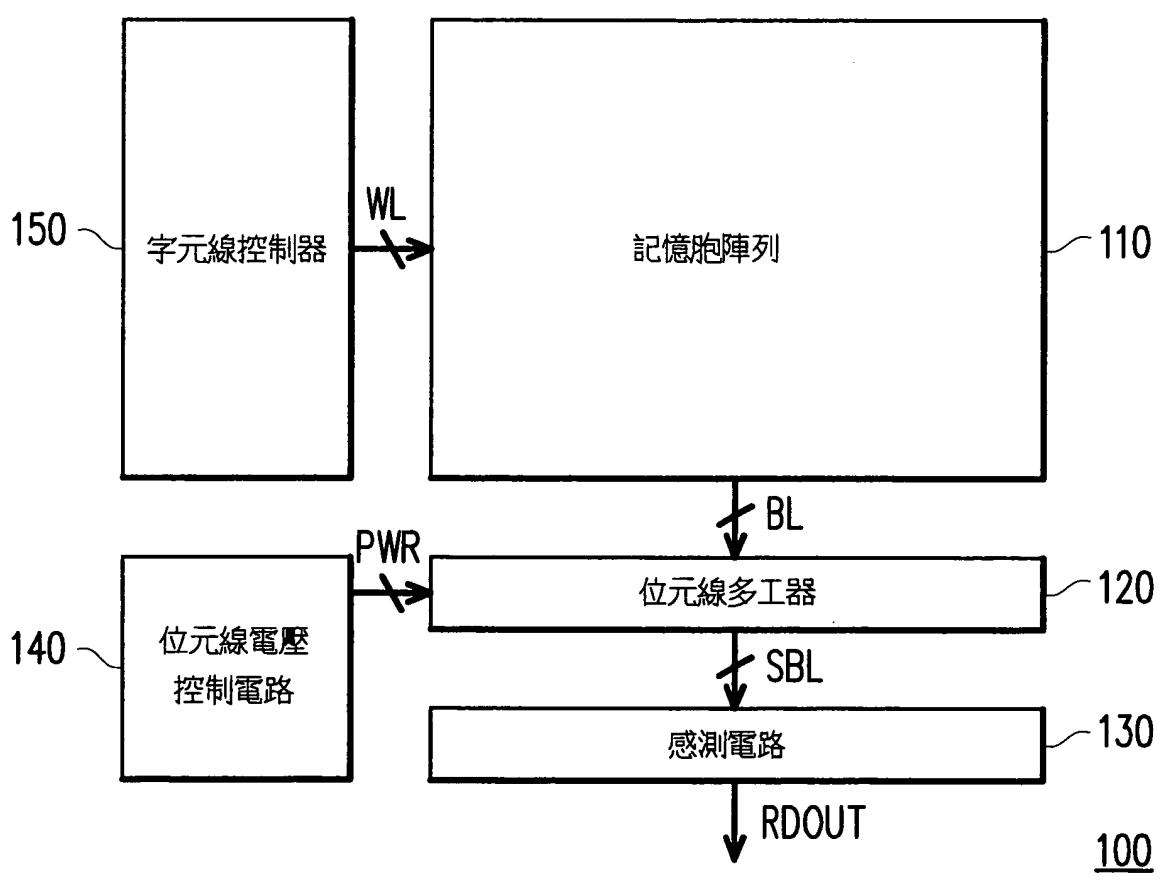 150
字元線控制器
WL
記憶胞陣列
110
BL
PWR
位元線多工器
120
140
位元線電壓
控制電路
SBL
感測電路
130
RDOUT
100